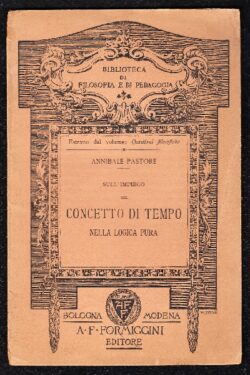 BIBLIOTECA
DI
FILOSOFIA E DI PEDAGOGIA
Estratto dal volume: Questioni filosofiche
ANNIBALE PASTORE
SULL'IMPIEGO
DEL
CONCETTO DI TEMPO
NELLA LOGICA PURA
BOLOGNA MODENA
A·F·FORMIGGINI
EDITORE